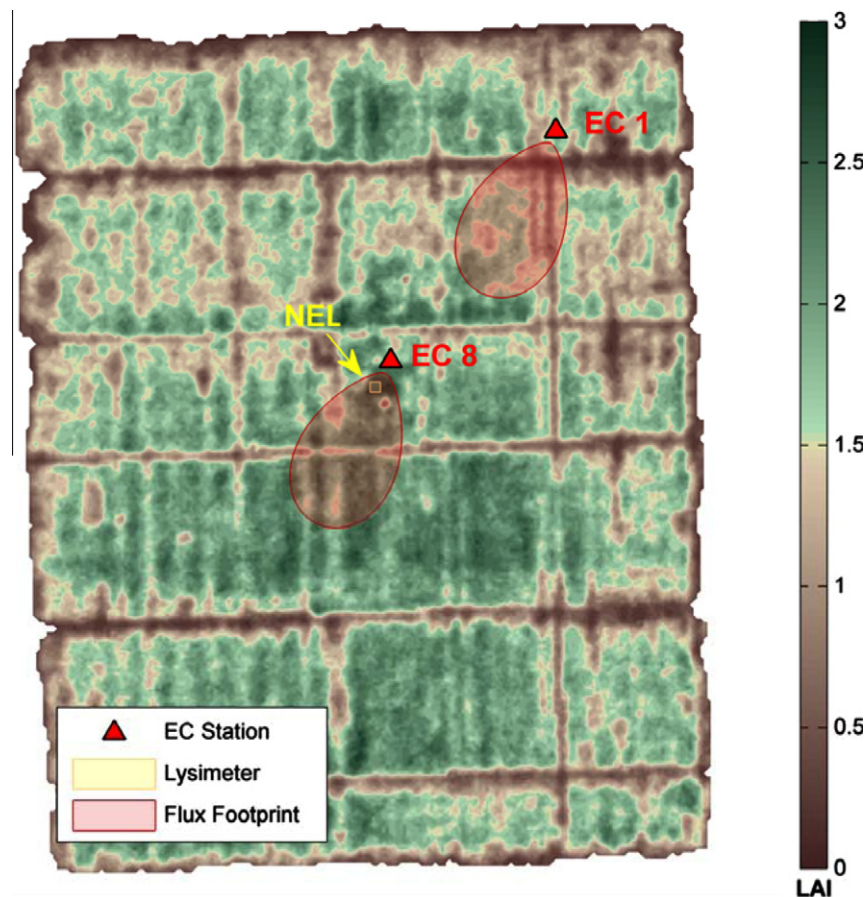 3
EC 1
2.5
2
NEL
EC 8
1.5
1
0.5
EC Station
Lysimeter
Flux Footprint
0
LAI